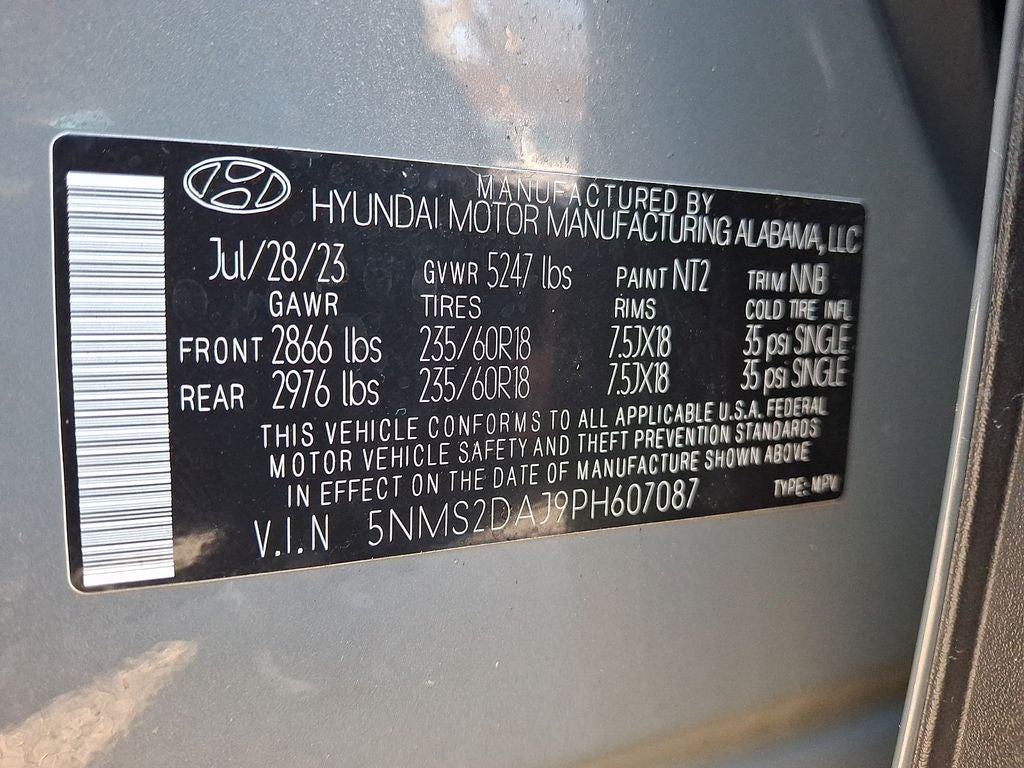 MANUFACTURED BY
HYUNDAI MOTOR MANUFACTURING ALABAMA, LLC
Jul/28/23 GVWR 5247 lbs PAINT NT2 TRIM NNB
GAWR TIRES RIMS COLD TIRE INFL
FRONT 2866 lbs 235/60R18 7.5JX18 35 psi SINGLE
REAR 2976 lbs 235/60R18 7.5JX18 35 psi SINGLE
THIS VEHICLE CONFORMS TO ALL APPLICABLE U.S.A. FEDERAL
MOTOR VEHICLE SAFETY AND THEFT PREVENTION STANDARDS
IN EFFECT ON THE DATE OF MANUFACTURE SHOWN ABOVE
V.I.N 5NMS2DAJ9PH607087 TYPE: MPV